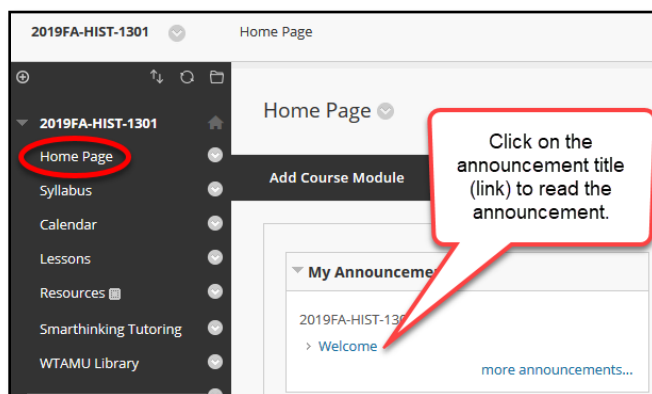 2019FA-HIST-1301
Home Page
2019FA-HIST-1301
Home Page
Syllabus
Calendar
Lessons
Resources
Smarthinking Tutoring
WTAMU Library
Home Page
Add Course Module
Click on the
announcement title
(link) to read the
announcement.
My Announceme
2019FA-HIST-130
Welcome
more announcements...